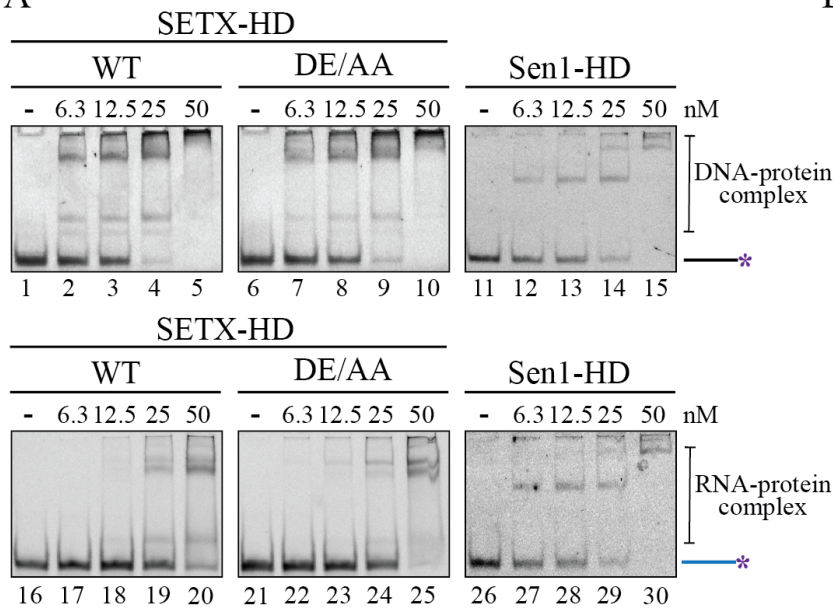 SETX-HD
WT DE/AA Sen1-HD
- 6.3 12.5 25 50 - 6.3 12.5 25 50 - 6.3 12.5 25 50 nM
DNA-protein
complex
*
1 2 3 4 5 6 7 8 9 10 11 12 13 14 15
SETX-HD
WT DE/AA Sen1-HD
- 6.3 12.5 25 50 - 6.3 12.5 25 50 - 6.3 12.5 25 50 nM
RNA-protein
complex
*
16 17 18 19 20 21 22 23 24 25 26 27 28 29 30